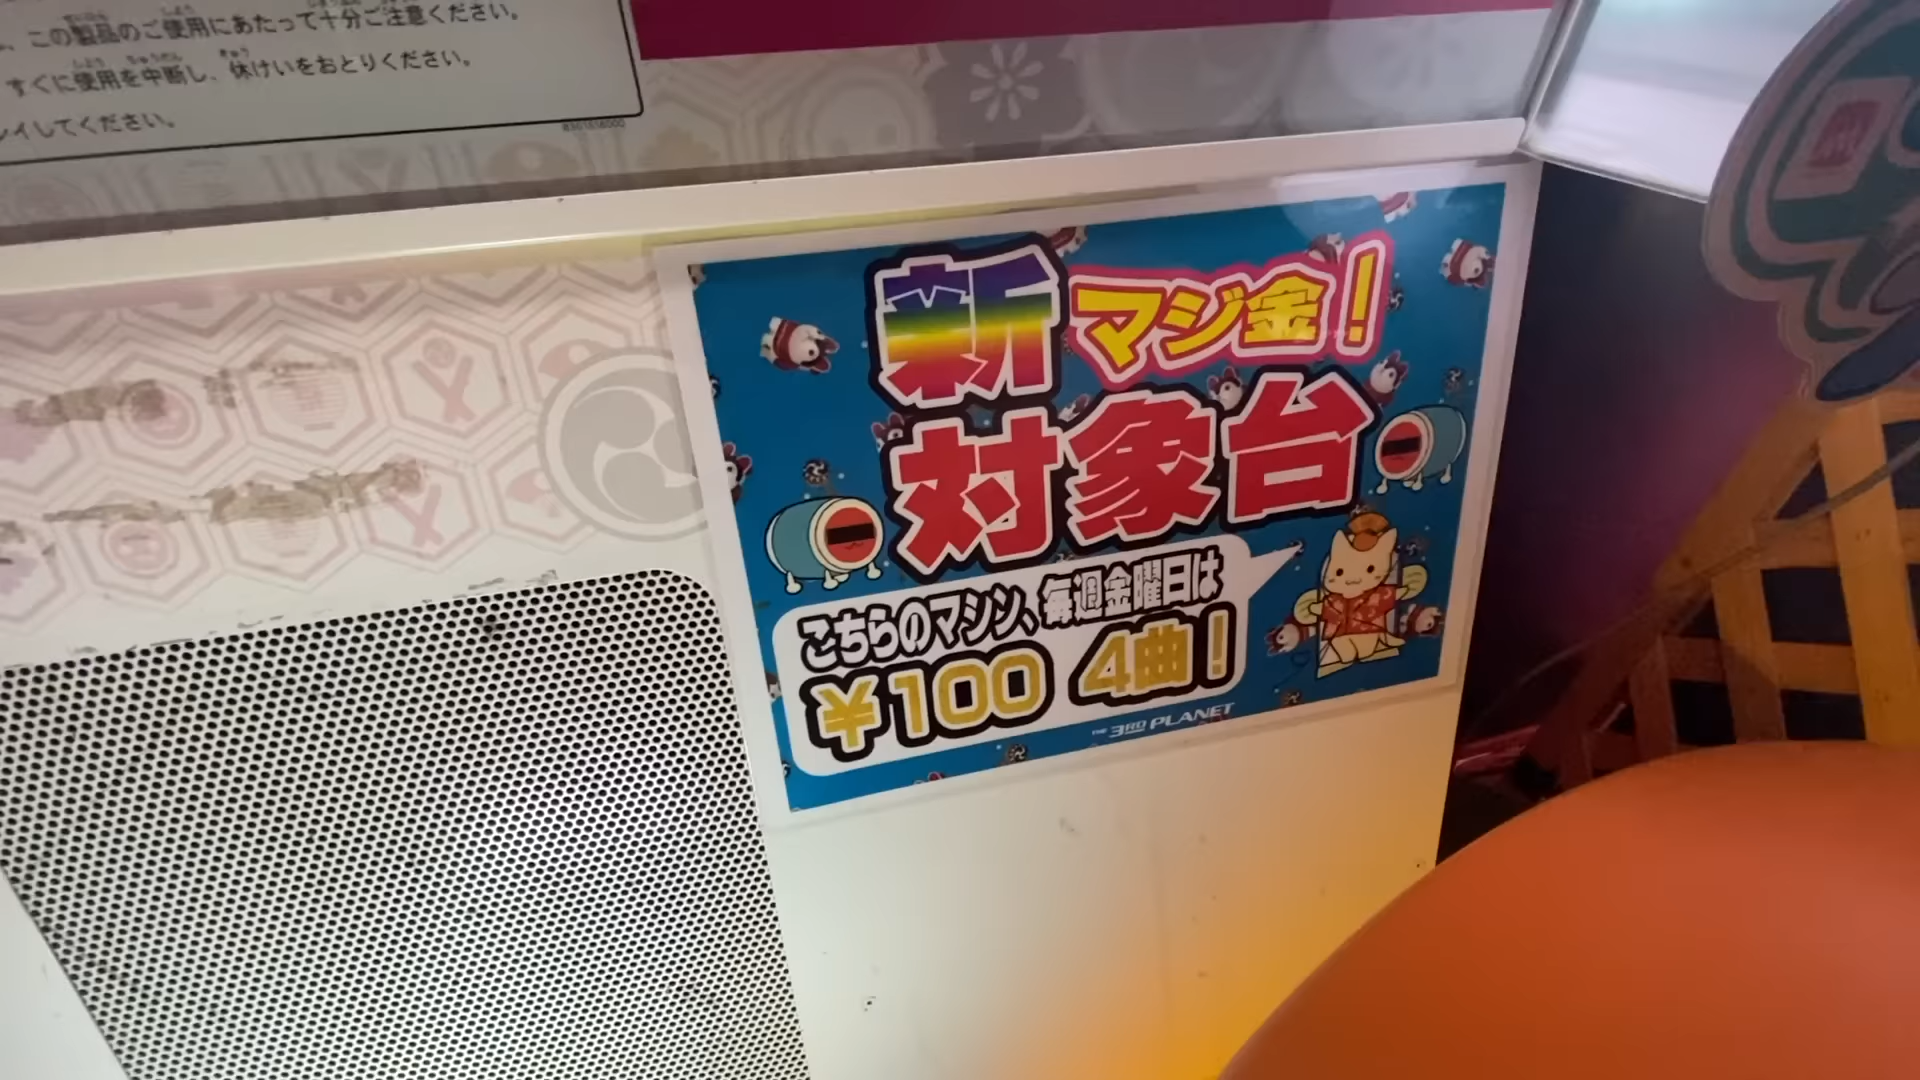 この製品のご使用にあたって十分ご注意ください。
すぐに使用を中断し、休けいをおとりください。
レイしてください。
新マジ金！
対象台
こちらのマシン、毎週金曜日は
¥100 4曲！
THE 3RD PLANET